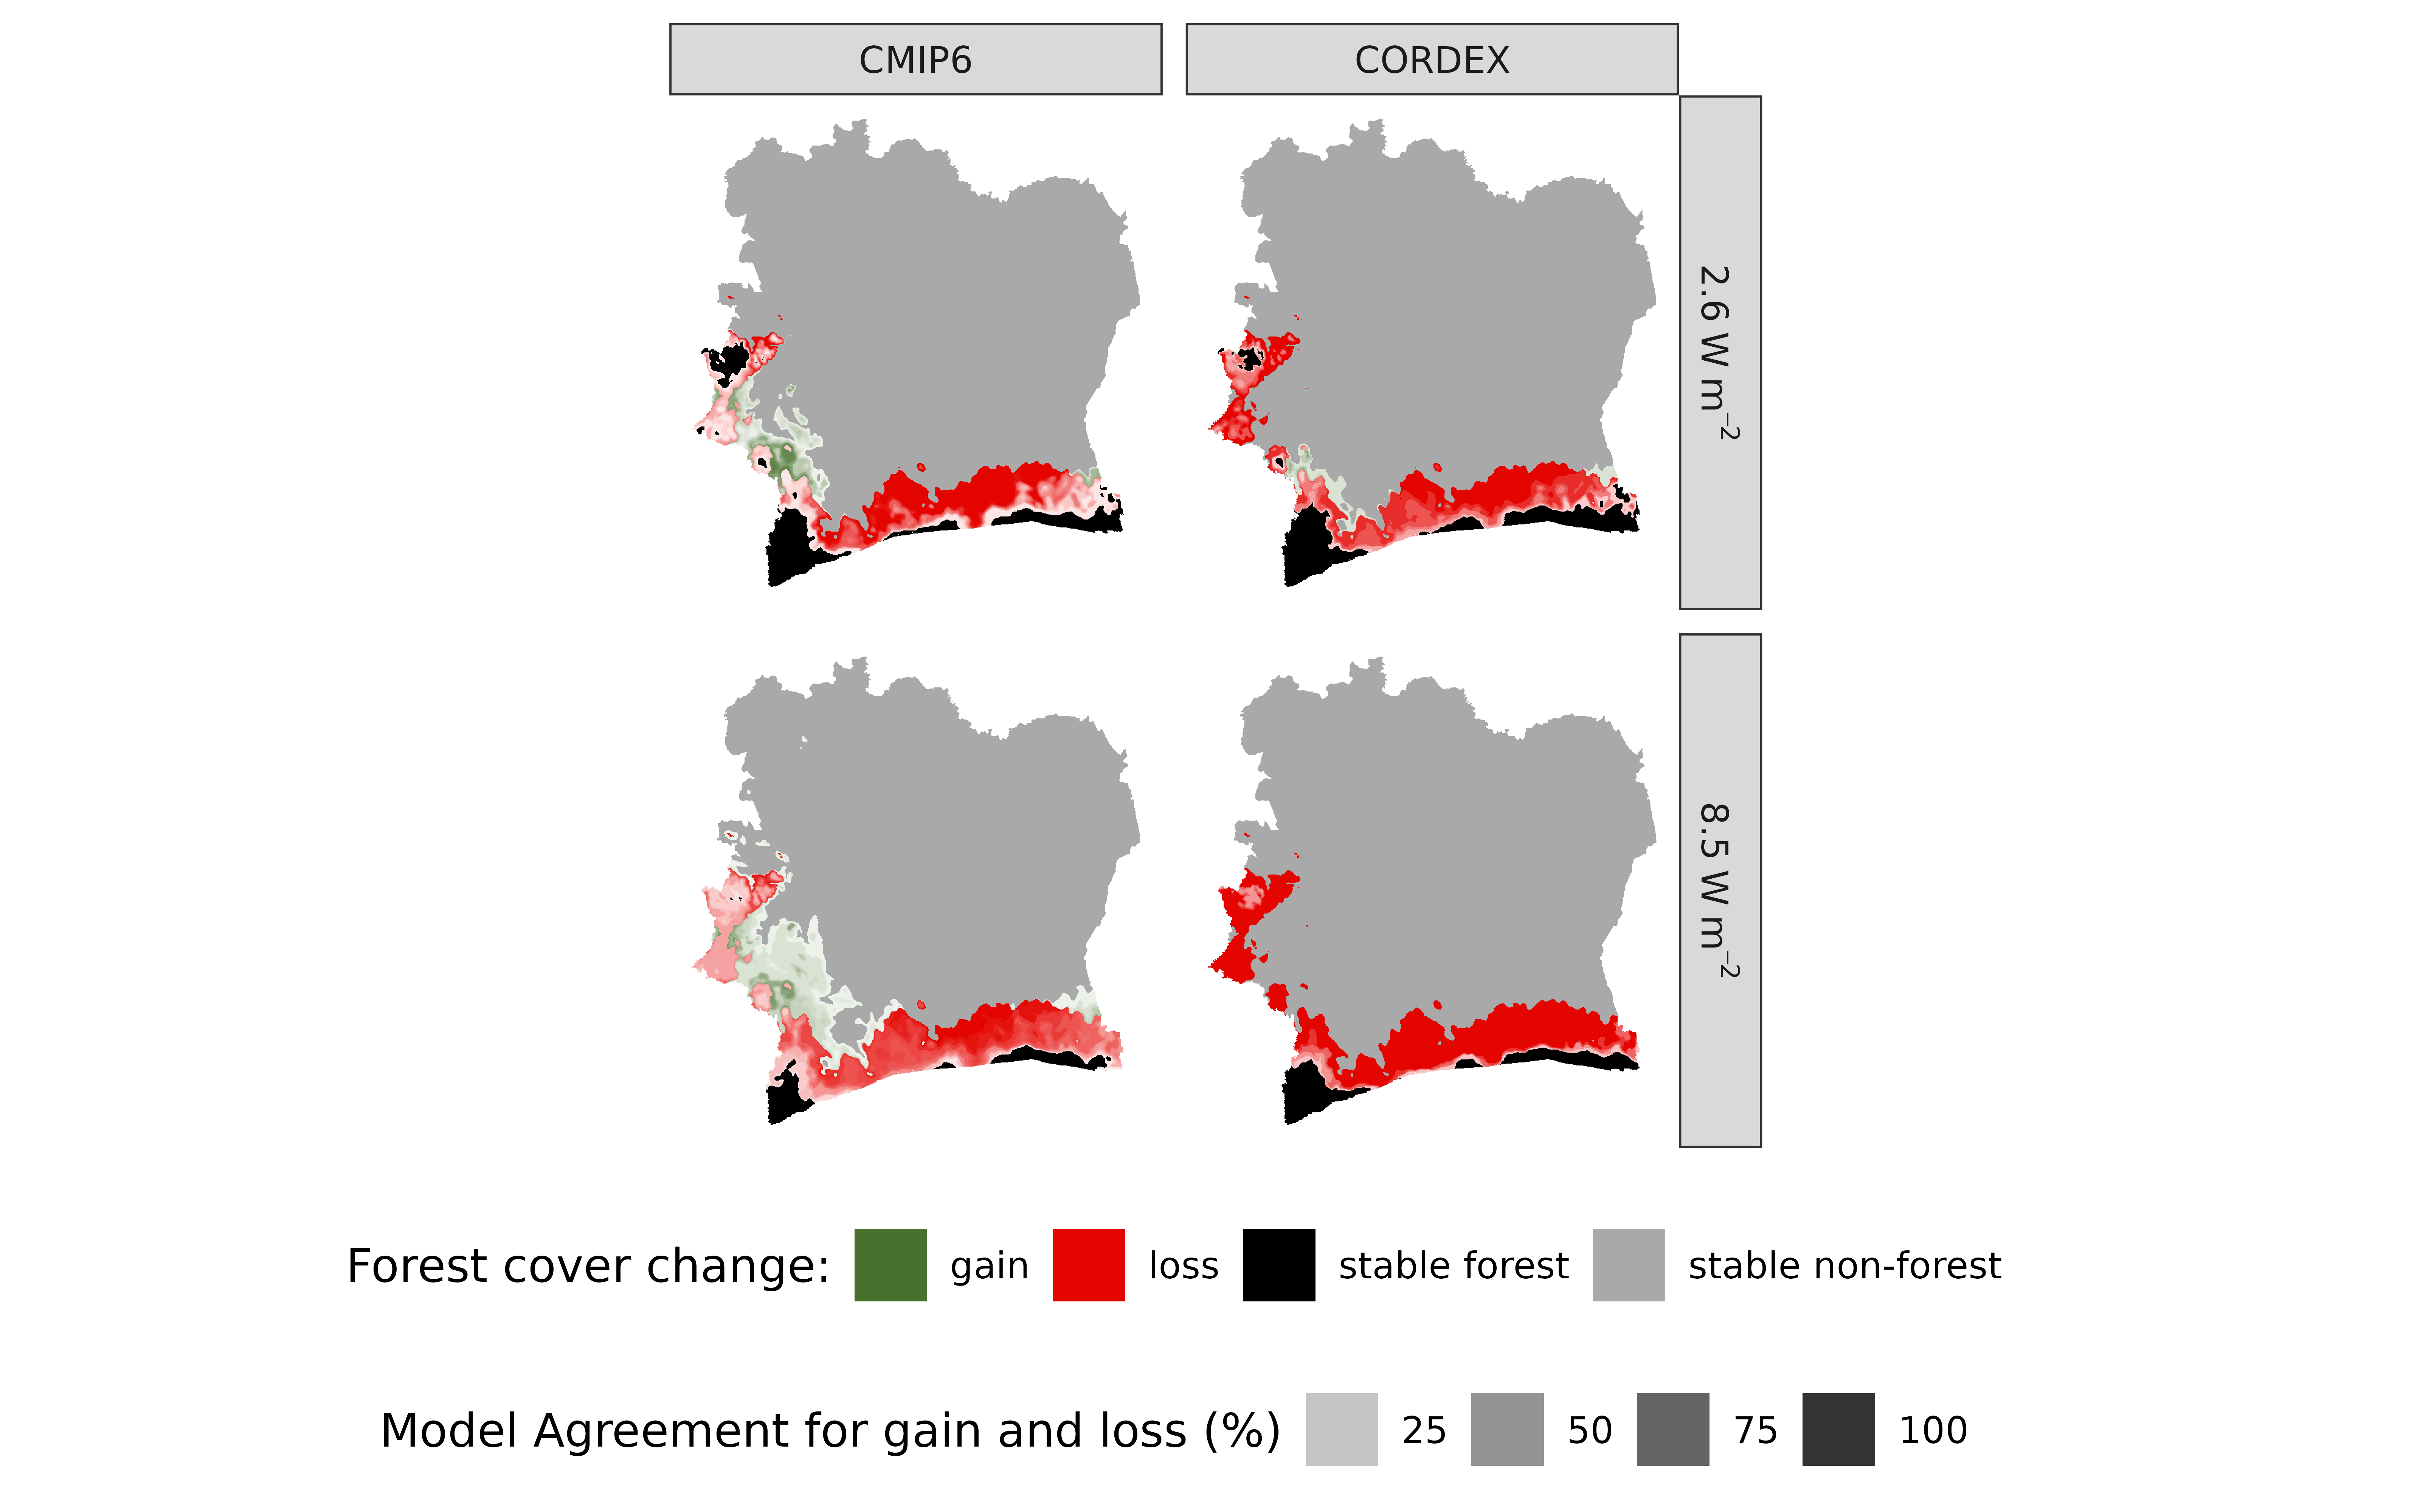 CMIP6
CORDEX
2.6 W m⁻²
8.5 W m⁻²
Forest cover change: gain loss stable forest stable non-forest
Model Agreement for gain and loss (%) 25 50 75 100